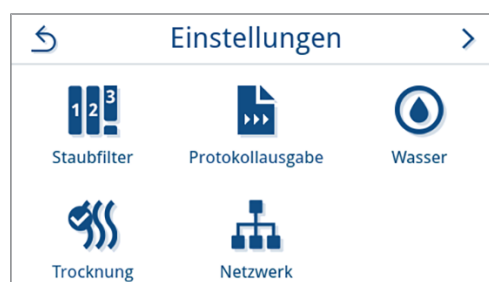 Einstellungen
1 2 3
Staubfilter Protokollausgabe Wasser
Trocknung Netzwerk